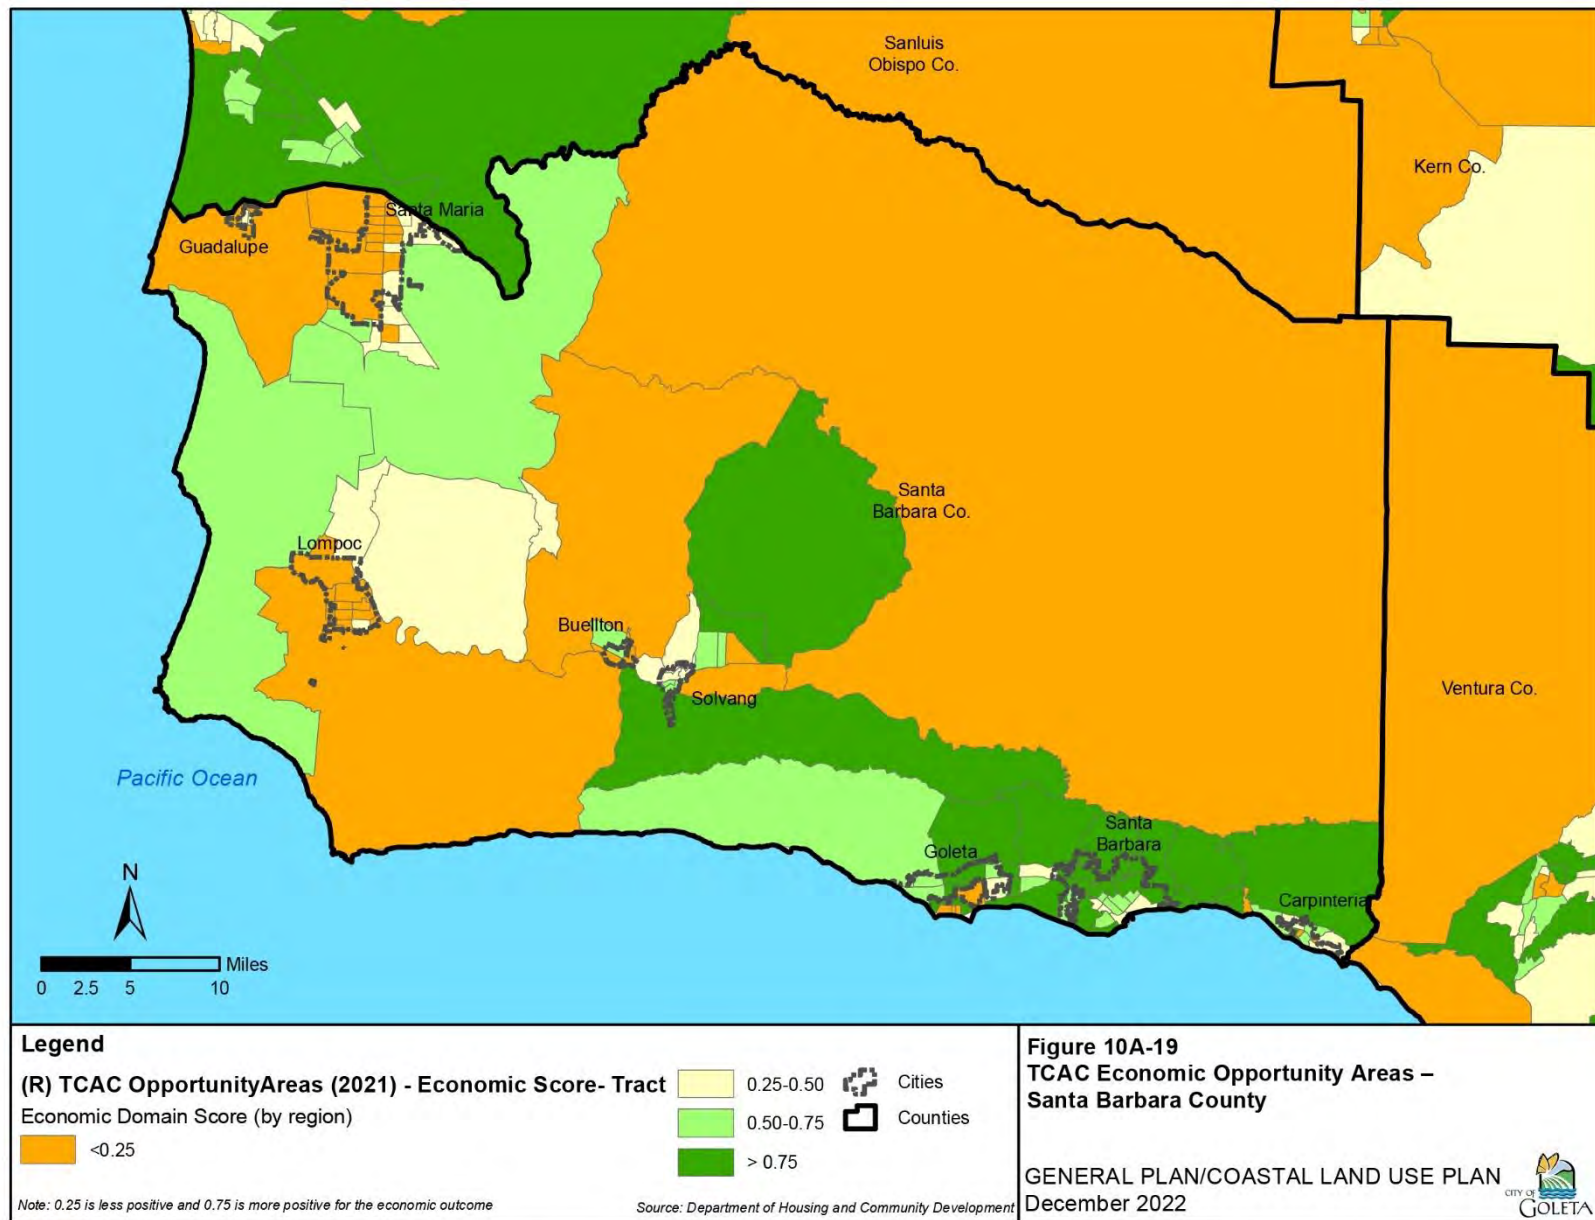 Sanluis
Obispo Co.
Kern Co.
Santa Maria
Guadalupe
Santa
Barbara Co.
Lompoc
Buellton
Solvang
Ventura Co.
Pacific Ocean
Santa
Barbara
Goleta
Carpinteria
N
Miles
0 2.5 5 10
Legend
(R) TCAC OpportunityAreas (2021) - Economic Score- Tract
Economic Domain Score (by region)
<0.25
0.25-0.50
0.50-0.75
> 0.75
Cities
Counties
Note: 0.25 is less positive and 0.75 is more positive for the economic outcome
Source: Department of Housing and Community Development
Figure 10A-19
TCAC Economic Opportunity Areas –
Santa Barbara County
GENERAL PLAN/COASTAL LAND USE PLAN
December 2022
CITY OF
GOLETA